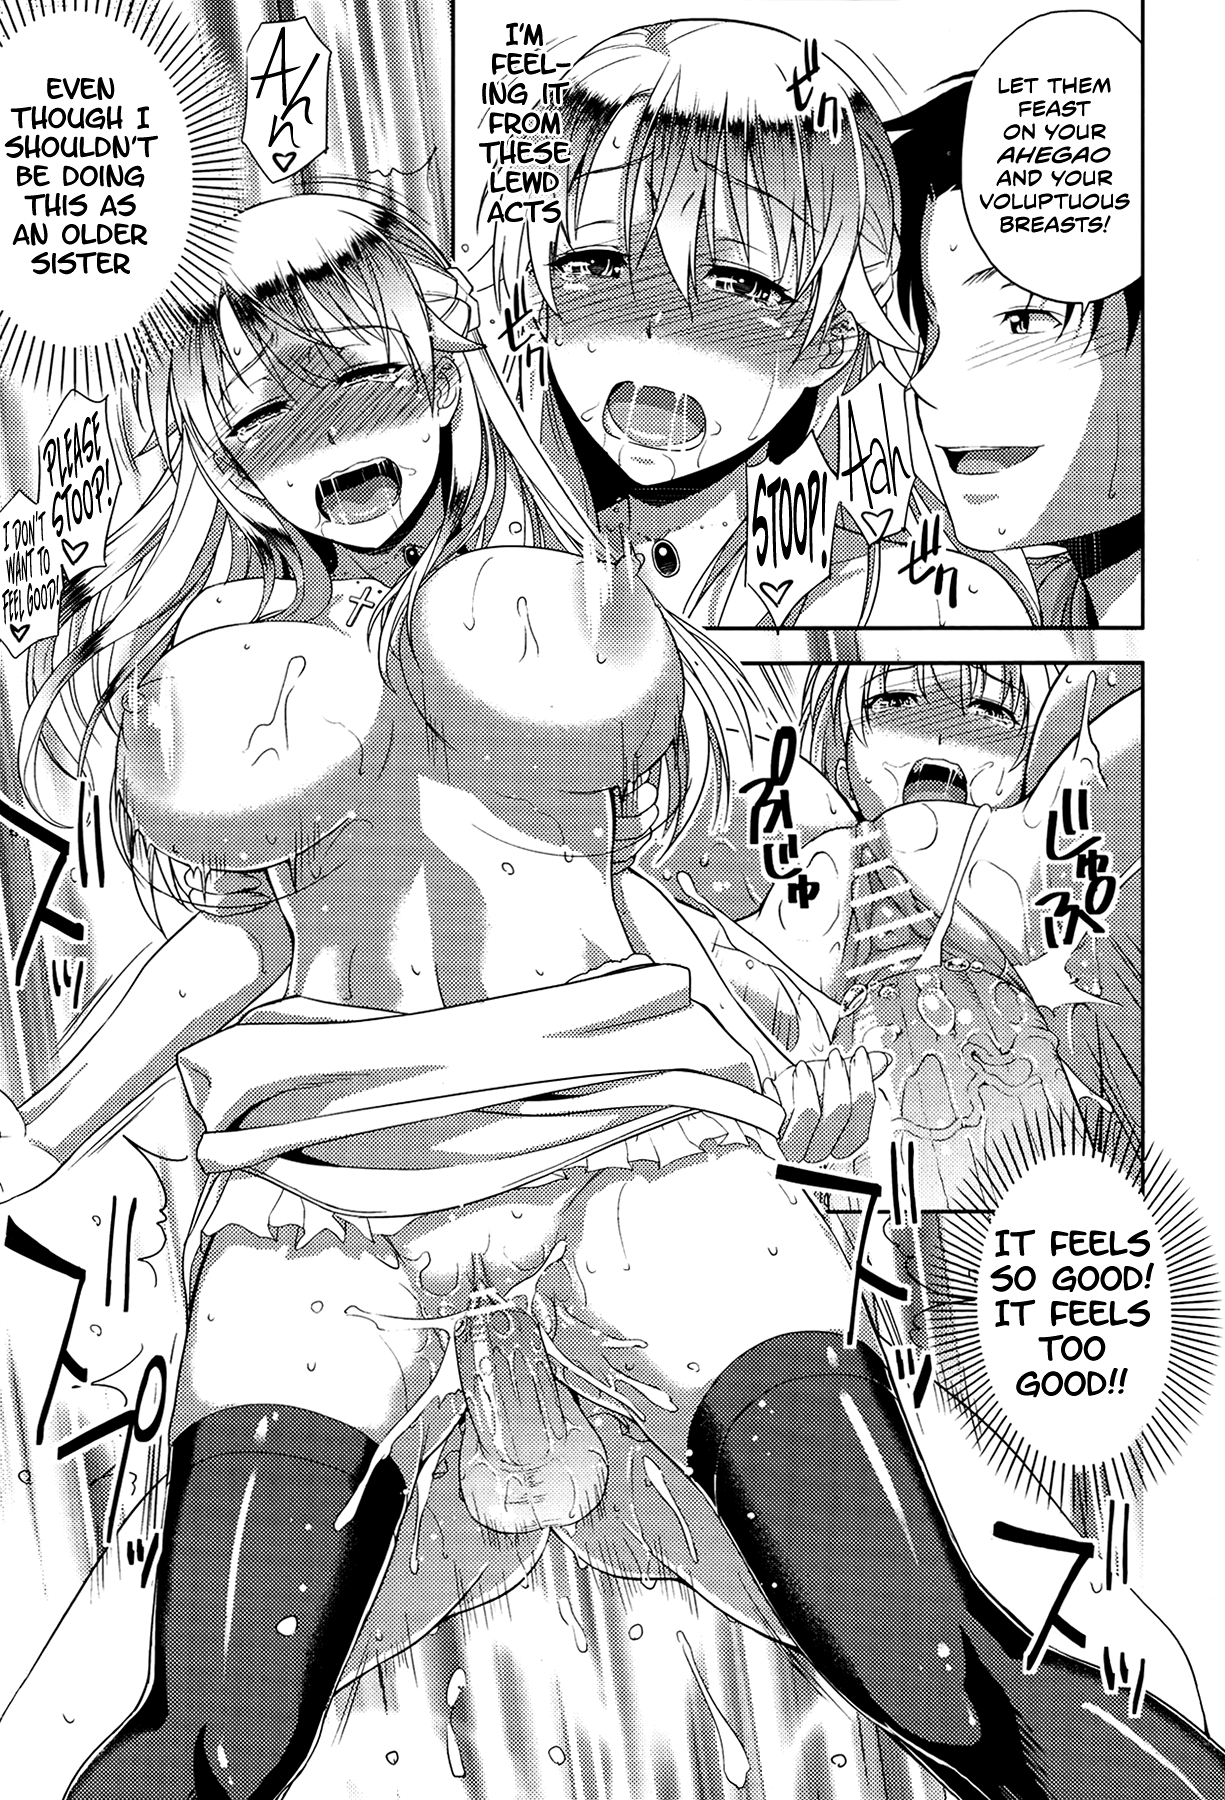 LET THEM
FEAST
ON YOUR
AHEGAO
AND YOUR
VOLUPTUOUS
BREASTS!
I'M
FEEL-
ING IT
FROM
THESE
LEWD
ACTS
Aah
♡
STOOP!
♡
IT FEELS
SO GOOD!
IT FEELS
TOO
GOOD!!
Ahh
♡
EVEN
THOUGH I
SHOULDN'T
BE DOING
THIS AS
AN OLDER
SISTER
PLEASE
STOOP!
♡
I DON'T
WANT TO
FEEL GOOD!
♡